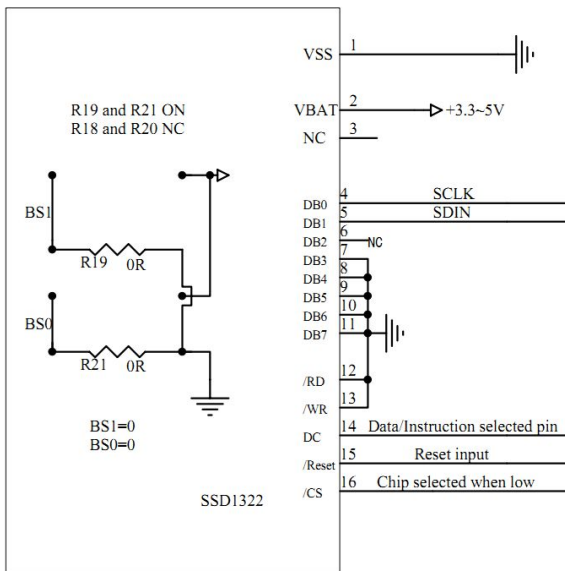 VSS 1
VBAT 2 +3.3~5V
NC 3
R19 and R21 ON
R18 and R20 NC
BS1
R19 0R
BS0
R21 0R
BS1=0
BS0=0
SSD1322
DB0 4 SCLK
DB1 5 SDIN
DB2 6 NC
DB3 7
DB4 8
DB5 9
DB6 10
DB7 11
/RD 12
/WR 13
DC 14 Data/Instruction selected pin
/Reset 15 Reset input
/CS 16 Chip selected when low